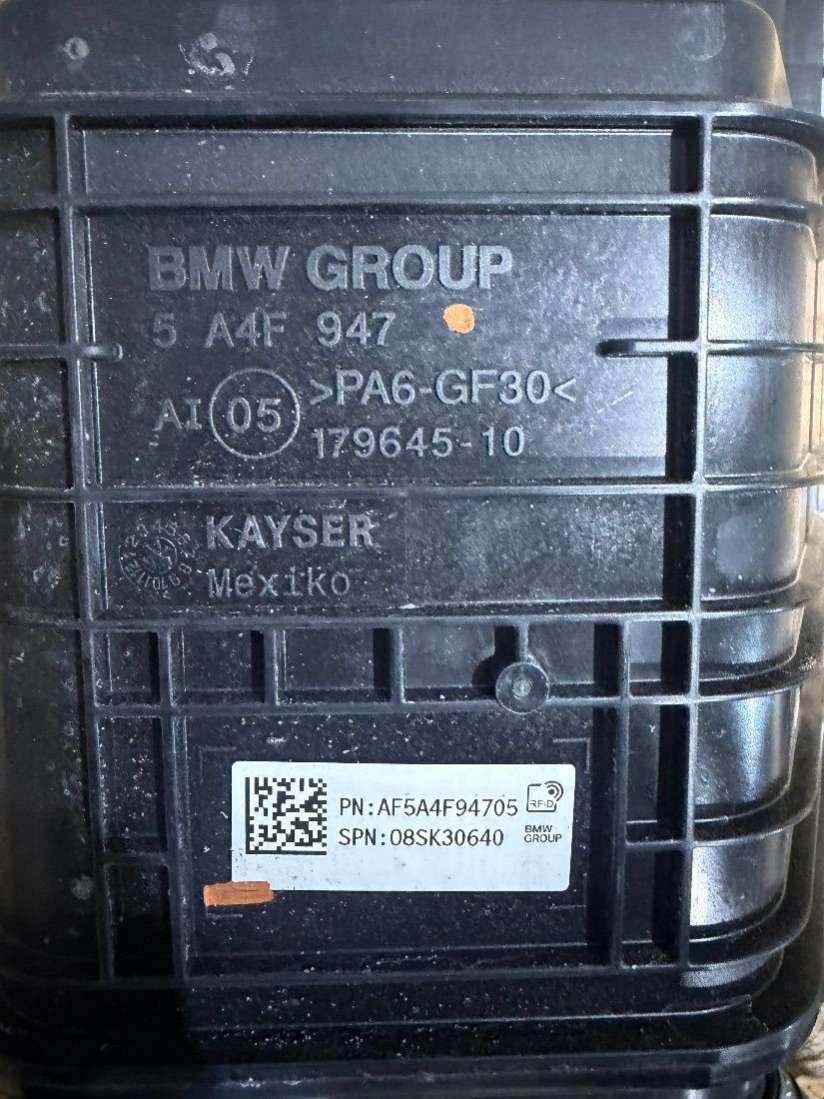 BMW GROUP
5 A4F 947
AI 05 >PA6-GF30<
179645-10
KAYSER
Mexiko
PN:AF5A4F94705
SPN:08SK30640
RFID
BMW
GROUP